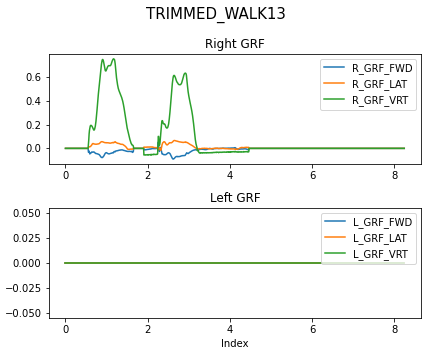 TRIMMED_WALK13
Right GRF
R_GRF_FWD
R_GRF_LAT
R_GRF_VRT
0.6
0.4
0.2
0.0
0 2 4 6 8
Left GRF
L_GRF_FWD
L_GRF_LAT
L_GRF_VRT
0.050
0.025
0.000
−0.025
−0.050
0 2 4 6 8
Index